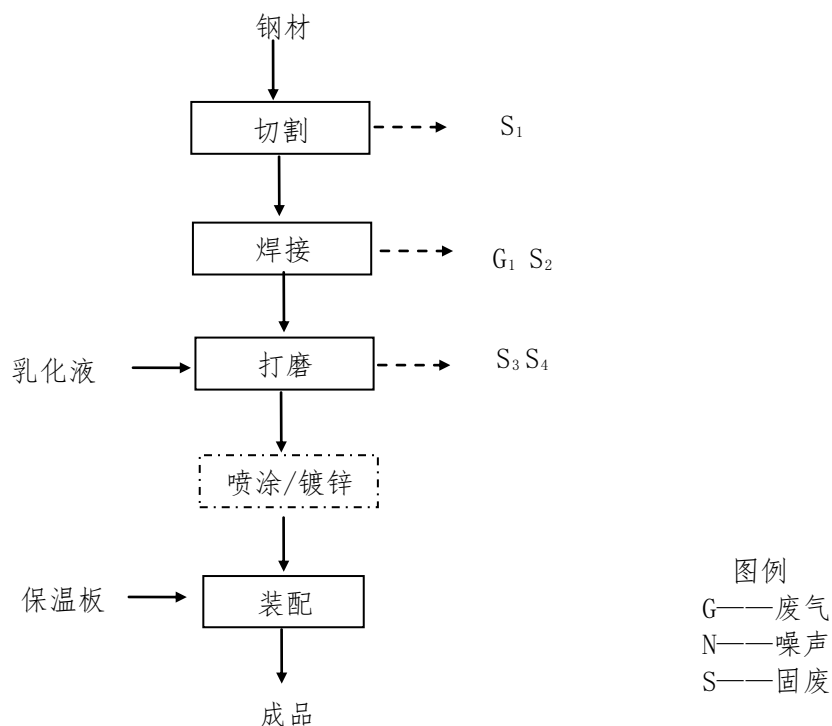 钢材
切割
S₁
焊接
G₁ S₂
乳化液
打磨
S₃ S₄
喷涂/镀锌
保温板
装配
成品
图例
G——废气
N——噪声
S——固废